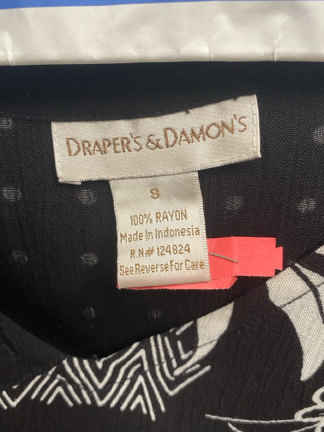 DRAPER'S & DAMON'S
S
100% RAYON
Made In Indonesia
R.N# 124824
See Reverse For Care